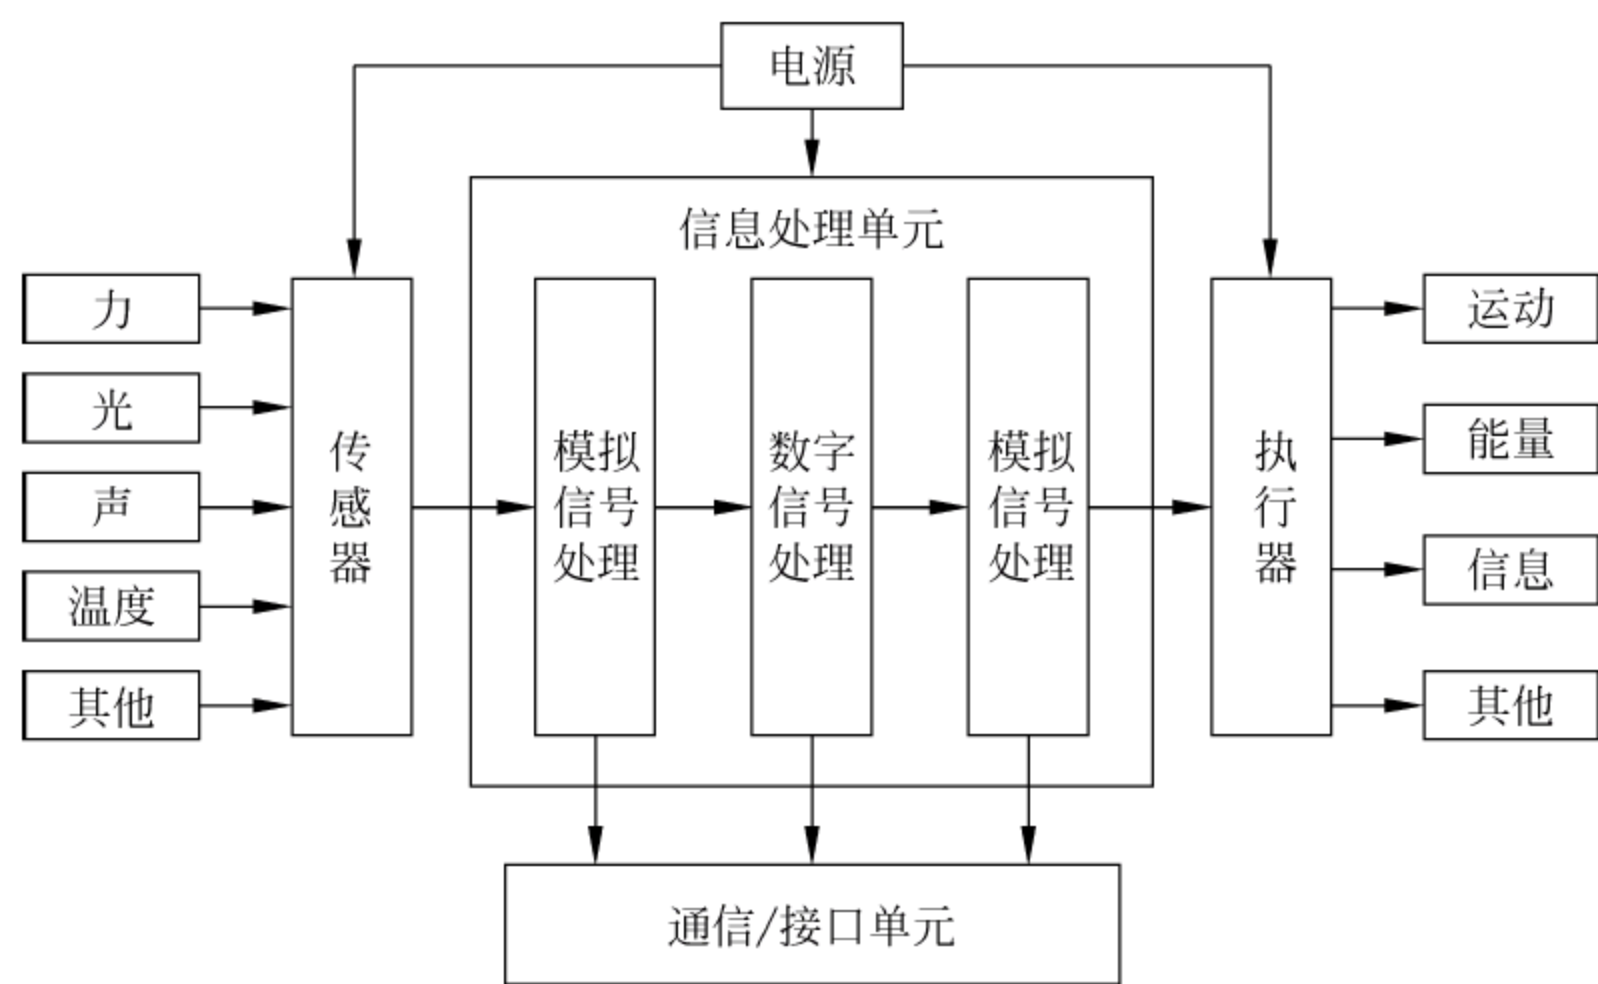 电源
信息处理单元
力
光
声
温度
其他
传
感
器
模拟
信号
处理
数字
信号
处理
模拟
信号
处理
执
行
器
运动
能量
信息
其他
通信/接口单元